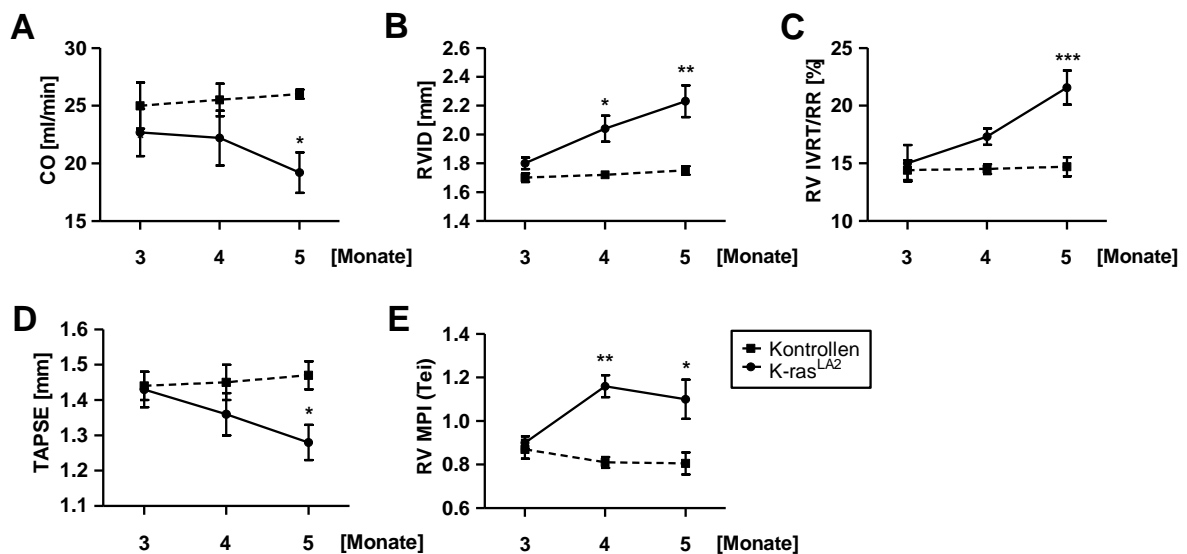 A
CO [ml/min]
30
25
20
15
*
3 4 5 [Monate]
B
RVID [mm]
2.6
2.4
2.2
2.0
1.8
1.6
1.4
*
**
3 4 5 [Monate]
C
RV IVRT/RR [%]
25
20
15
10
***
3 4 5 [Monate]
D
TAPSE [mm]
1.6
1.5
1.4
1.3
1.2
1.1
*
3 4 5 [Monate]
E
RV MPI (Tei)
1.4
1.2
1.0
0.8
0.6
**
*
3 4 5 [Monate]
Kontrollen
K-ras^LA2